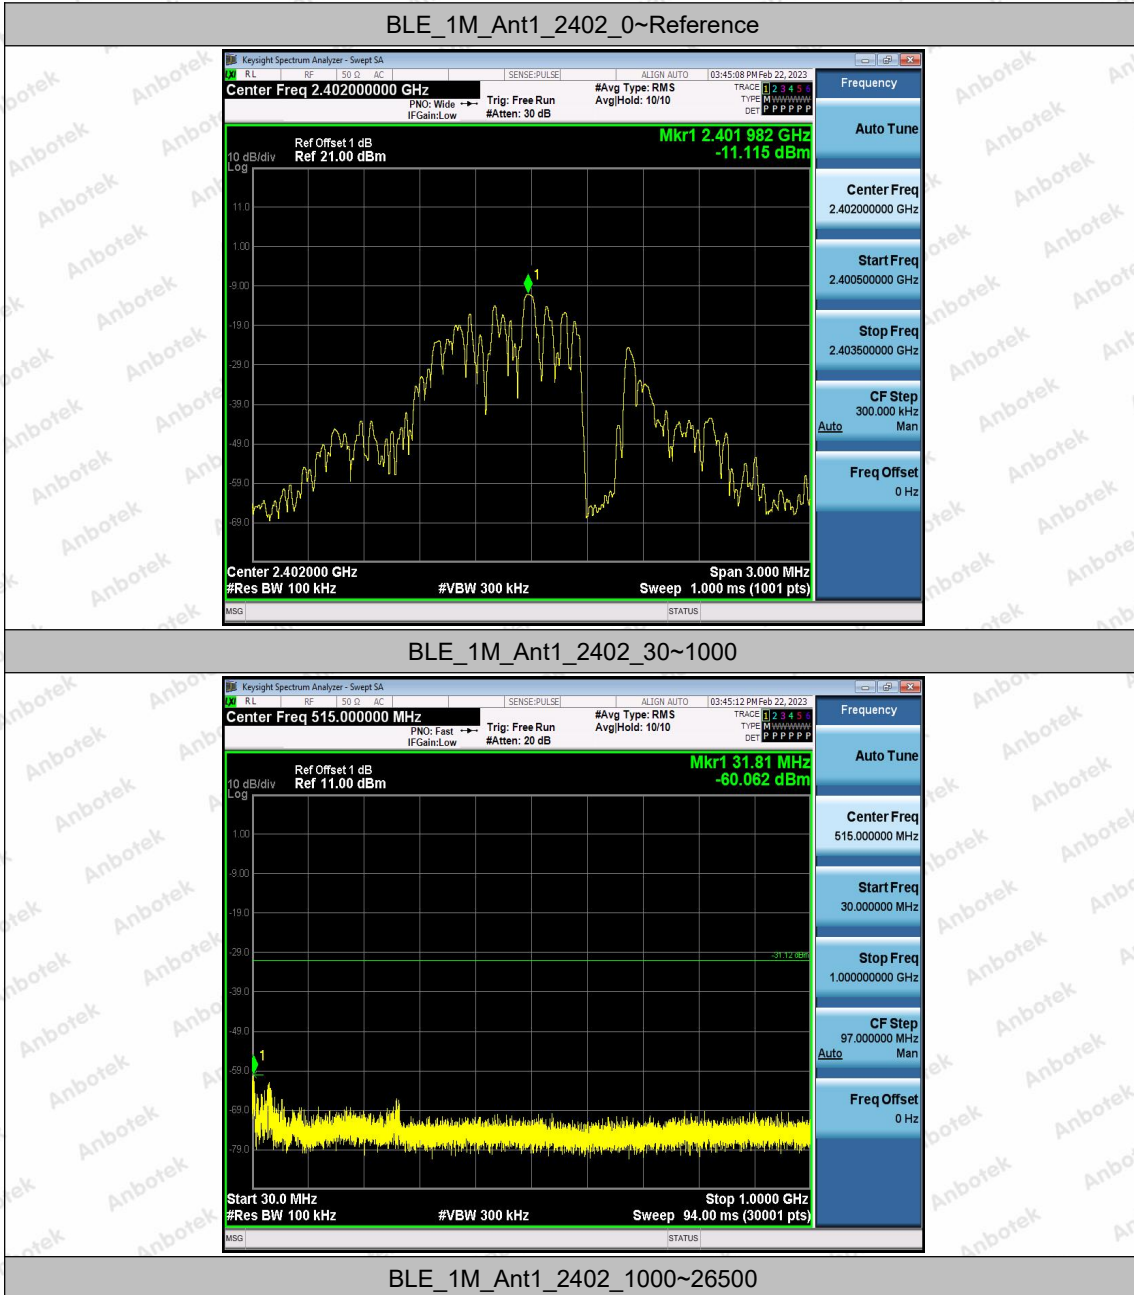 BLE_1M_Ant1_2402_0~Reference
Keysight Spectrum Analyzer - Swept SA
RL RF 50 Ω AC SENSE:PULSE ALIGN AUTO 03:45:08 PM Feb 22, 2023
Center Freq 2.402000000 GHz
PNO: Wide
IFGain:Low
Trig: Free Run
#Atten: 30 dB
#Avg Type: RMS
Avg|Hold: 10/10
TRACE 1 2 3 4 5 6
TYPE M WWWWW
DET P P P P P P
Mkr1 2.401 982 GHz
-11.115 dBm
Ref Offset 1 dB
10 dB/div Ref 21.00 dBm
Log
11.0
1.00
-9.00
-19.0
-29.0
-39.0
-49.0
-59.0
-69.0
1
Center 2.402000 GHz Span 3.000 MHz
#Res BW 100 kHz #VBW 300 kHz Sweep 1.000 ms (1001 pts)
MSG STATUS
Frequency
Auto Tune
Center Freq
2.402000000 GHz
Start Freq
2.400500000 GHz
Stop Freq
2.403500000 GHz
CF Step
300.000 kHz
Auto Man
Freq Offset
0 Hz
BLE_1M_Ant1_2402_30~1000
Keysight Spectrum Analyzer - Swept SA
RL RF 50 Ω AC SENSE:PULSE ALIGN AUTO 03:45:12 PM Feb 22, 2023
Center Freq 515.000000 MHz
PNO: Fast
IFGain:Low
Trig: Free Run
#Atten: 20 dB
#Avg Type: RMS
Avg|Hold: 10/10
TRACE 1 2 3 4 5 6
TYPE M WWWWW
DET P P P P P P
Mkr1 31.81 MHz
-60.062 dBm
Ref Offset 1 dB
10 dB/div Ref 11.00 dBm
Log
1.00
-9.00
-19.0
-29.0
-39.0
-49.0
-59.0
-69.0
-79.0
-31.12 dBm
1
Start 30.0 MHz Stop 1.0000 GHz
#Res BW 100 kHz #VBW 300 kHz Sweep 94.00 ms (30001 pts)
MSG STATUS
Frequency
Auto Tune
Center Freq
515.000000 MHz
Start Freq
30.000000 MHz
Stop Freq
1.000000000 GHz
CF Step
97.000000 MHz
Auto Man
Freq Offset
0 Hz
BLE_1M_Ant1_2402_1000~26500